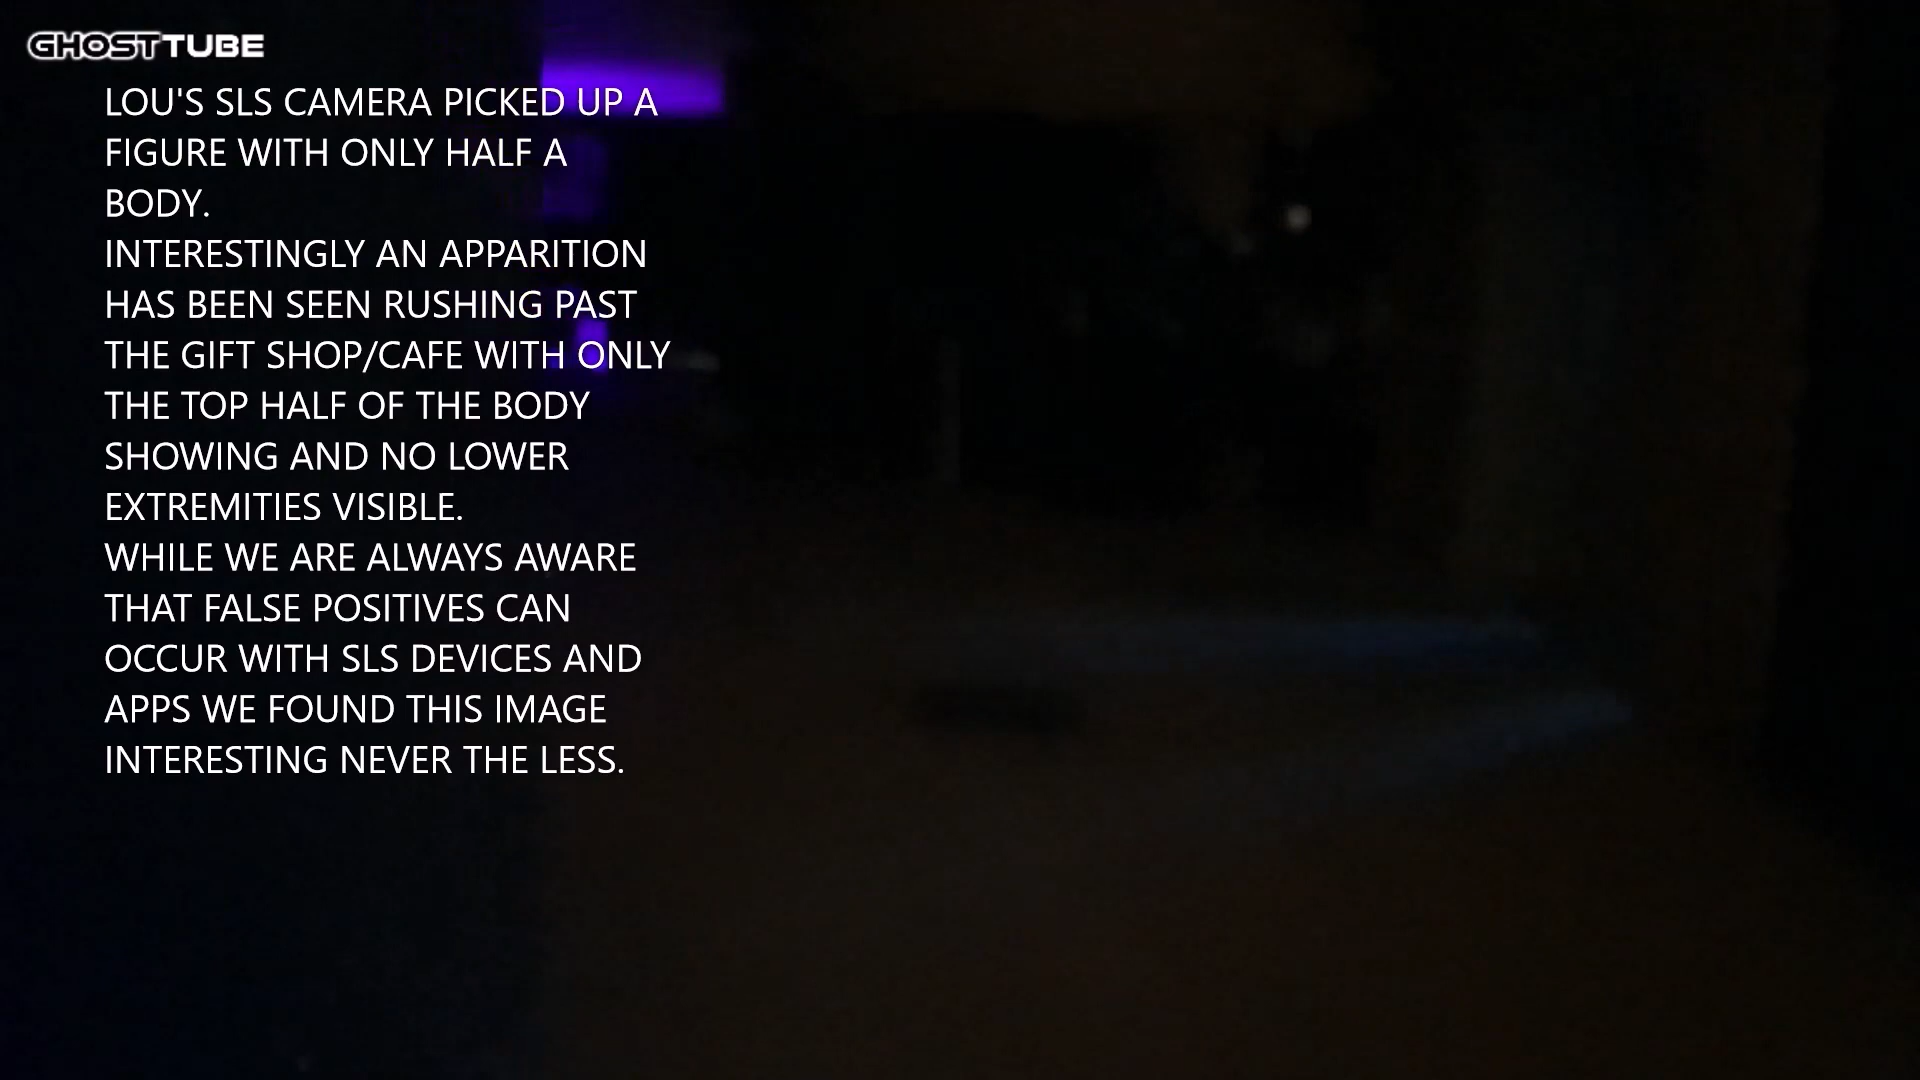 GHOSTTUBE
LOU'S SLS CAMERA PICKED UP A
FIGURE WITH ONLY HALF A
BODY.
INTERESTINGLY AN APPARITION
HAS BEEN SEEN RUSHING PAST
THE GIFT SHOP/CAFE WITH ONLY
THE TOP HALF OF THE BODY
SHOWING AND NO LOWER
EXTREMITIES VISIBLE.
WHILE WE ARE ALWAYS AWARE
THAT FALSE POSITIVES CAN
OCCUR WITH SLS DEVICES AND
APPS WE FOUND THIS IMAGE
INTERESTING NEVER THE LESS.